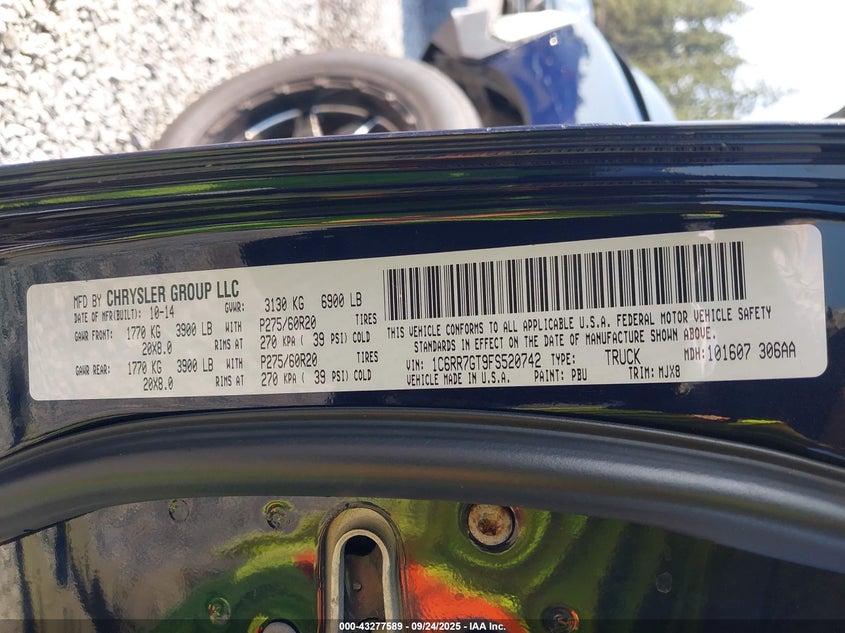 MFD BY CHRYSLER GROUP LLC
DATE OF MFR(BUILT): 10-14 GVWR: 3130 KG 6900 LB
GAWR FRONT: 1770 KG 3900 LB WITH P275/60R20 TIRES
20X8.0 RIMS AT 270 KPA ( 39 PSI) COLD
GAWR REAR: 1770 KG 3900 LB WITH P275/60R20 TIRES
20X8.0 RIMS AT 270 KPA ( 39 PSI) COLD
THIS VEHICLE CONFORMS TO ALL APPLICABLE U.S.A. FEDERAL MOTOR VEHICLE SAFETY
STANDARDS IN EFFECT ON THE DATE OF MANUFACTURE SHOWN ABOVE.
VIN: 1C6RR7GT9FS520742 TYPE: TRUCK MDH:101607 306AA
VEHICLE MADE IN U.S.A. PAINT: PBU TRIM: MJX8
000-43277589 - 09/24/2025 - IAA Inc.